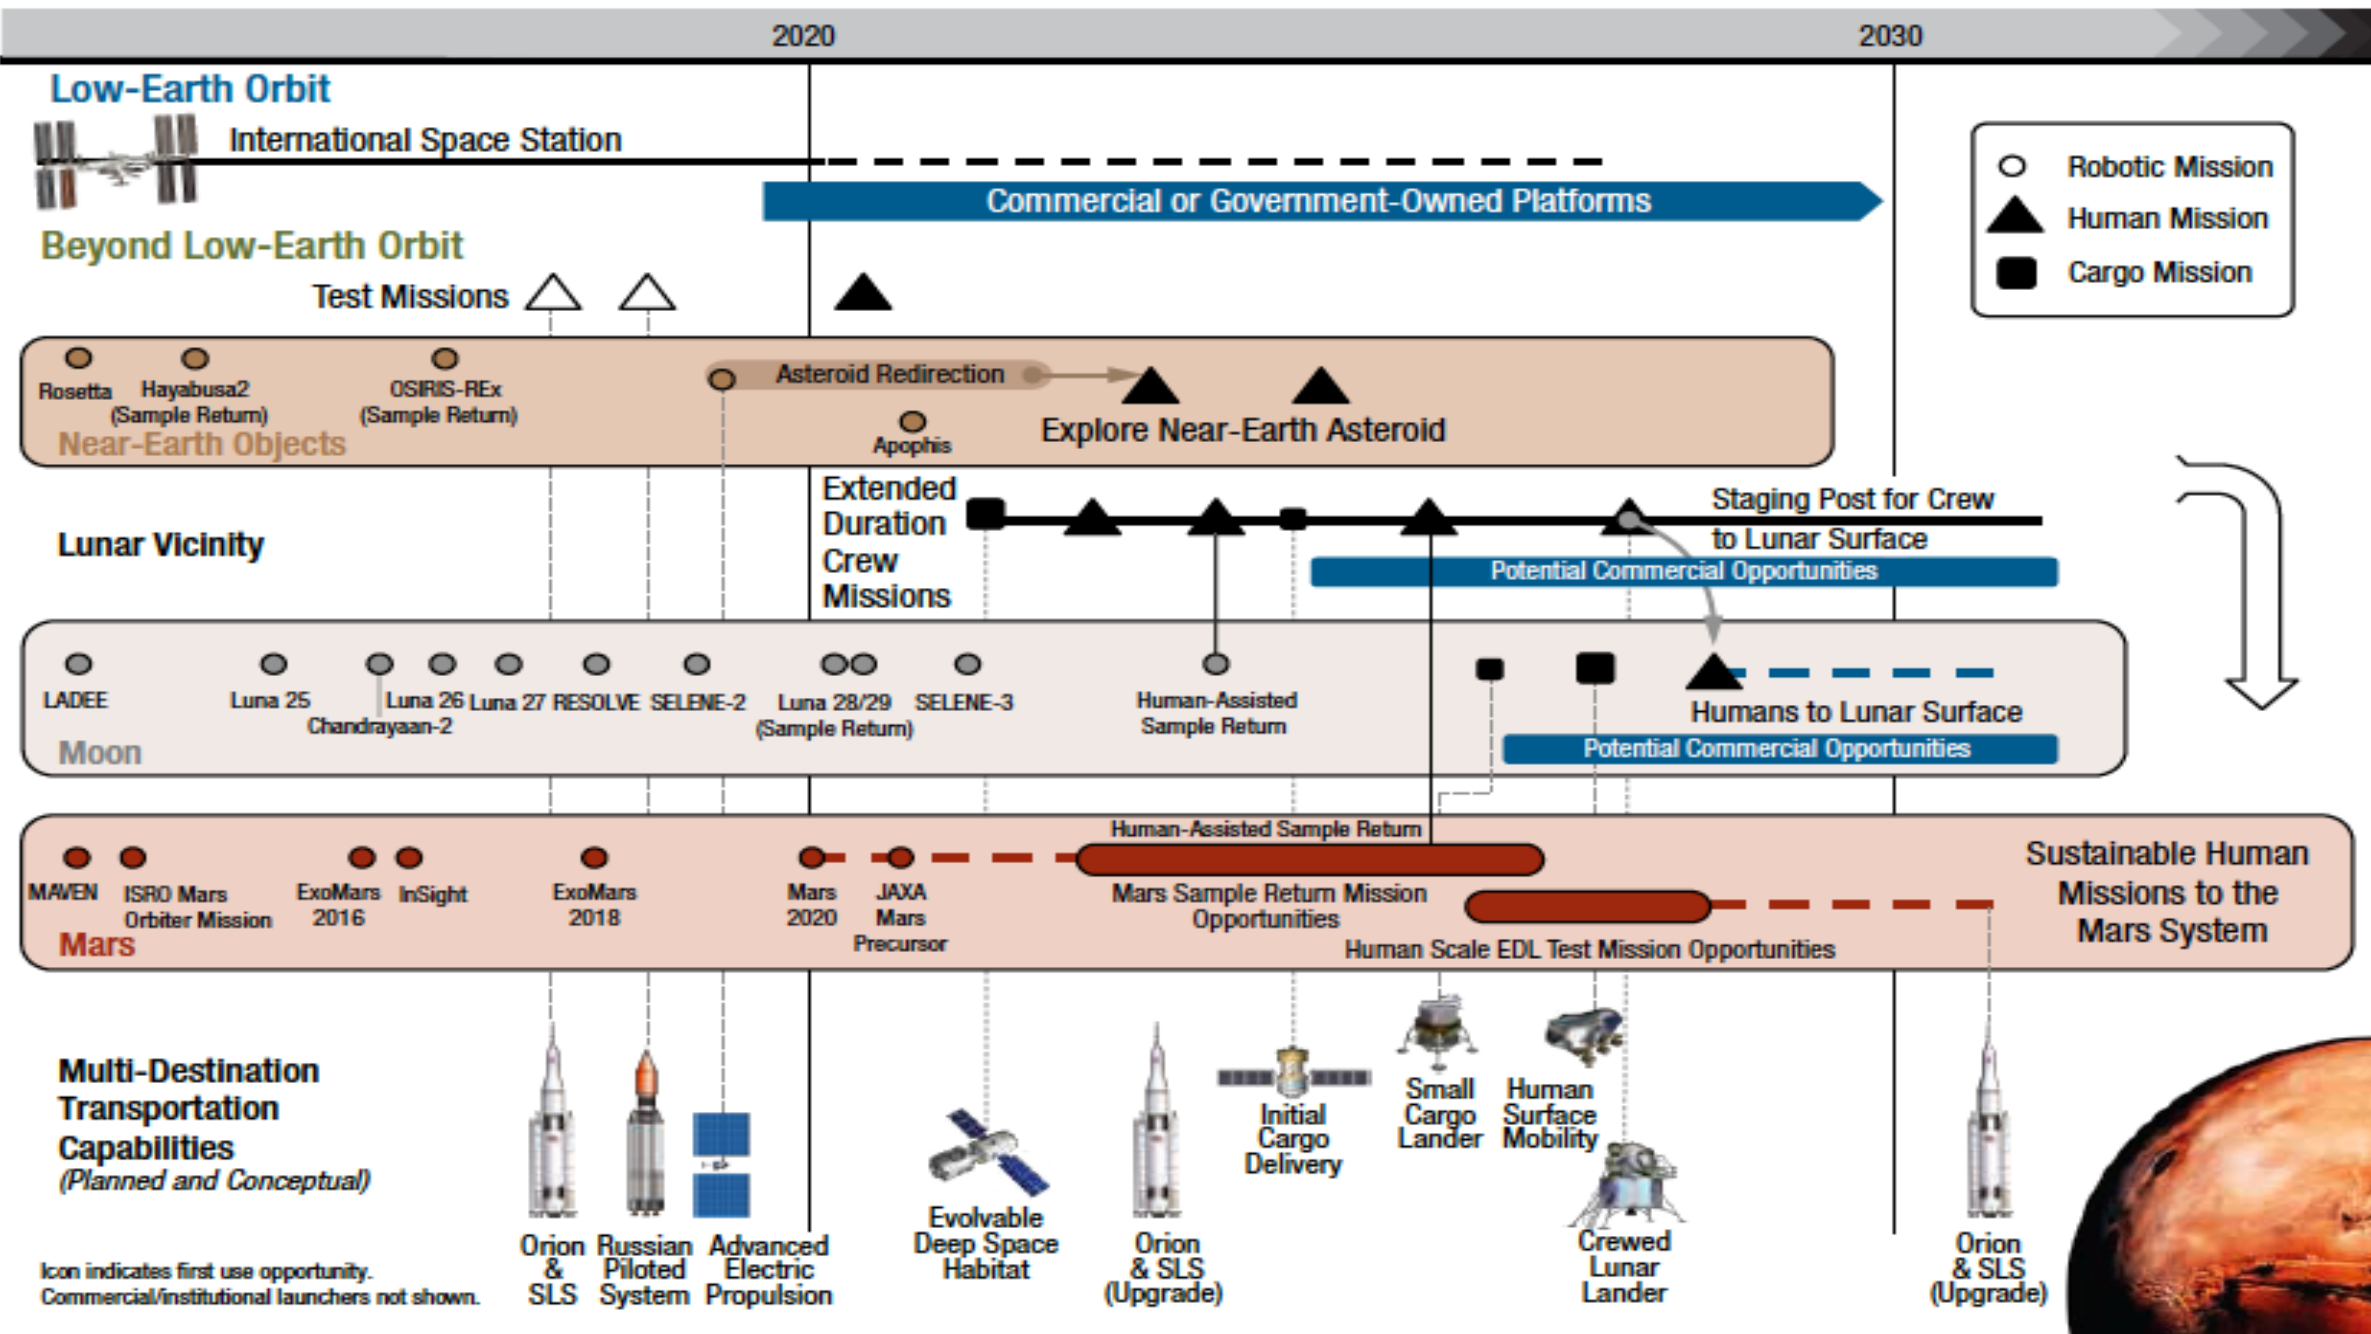 2020
2030
Low-Earth Orbit
International Space Station
Commercial or Government-Owned Platforms
Robotic Mission
Human Mission
Cargo Mission
Beyond Low-Earth Orbit
Test Missions
Rosetta
Hayabusa2
(Sample Return)
OSIRIS-REx
(Sample Return)
Asteroid Redirection
Apophis
Explore Near-Earth Asteroid
Near-Earth Objects
Lunar Vicinity
Extended
Duration
Crew
Missions
Staging Post for Crew
to Lunar Surface
Potential Commercial Opportunities
LADEE
Luna 25
Chandrayaan-2
Luna 26
Luna 27
RESOLVE
SELENE-2
Luna 28/29
(Sample Return)
SELENE-3
Human-Assisted
Sample Return
Humans to Lunar Surface
Potential Commercial Opportunities
Moon
Human-Assisted Sample Return
MAVEN
ISRO Mars
Orbiter Mission
ExoMars
2016
InSight
ExoMars
2018
Mars
2020
JAXA
Mars
Precursor
Mars Sample Return Mission
Opportunities
Human Scale EDL Test Mission Opportunities
Sustainable Human
Missions to the
Mars System
Mars
Multi-Destination
Transportation
Capabilities
(Planned and Conceptual)
Orion
&
SLS
Russian
Piloted
System
Advanced
Electric
Propulsion
Evolvable
Deep Space
Habitat
Orion
& SLS
(Upgrade)
Initial
Cargo
Delivery
Small
Cargo
Lander
Human
Surface
Mobility
Crewed
Lunar
Lander
Orion
& SLS
(Upgrade)
Icon indicates first use opportunity.
Commercial/institutional launchers not shown.